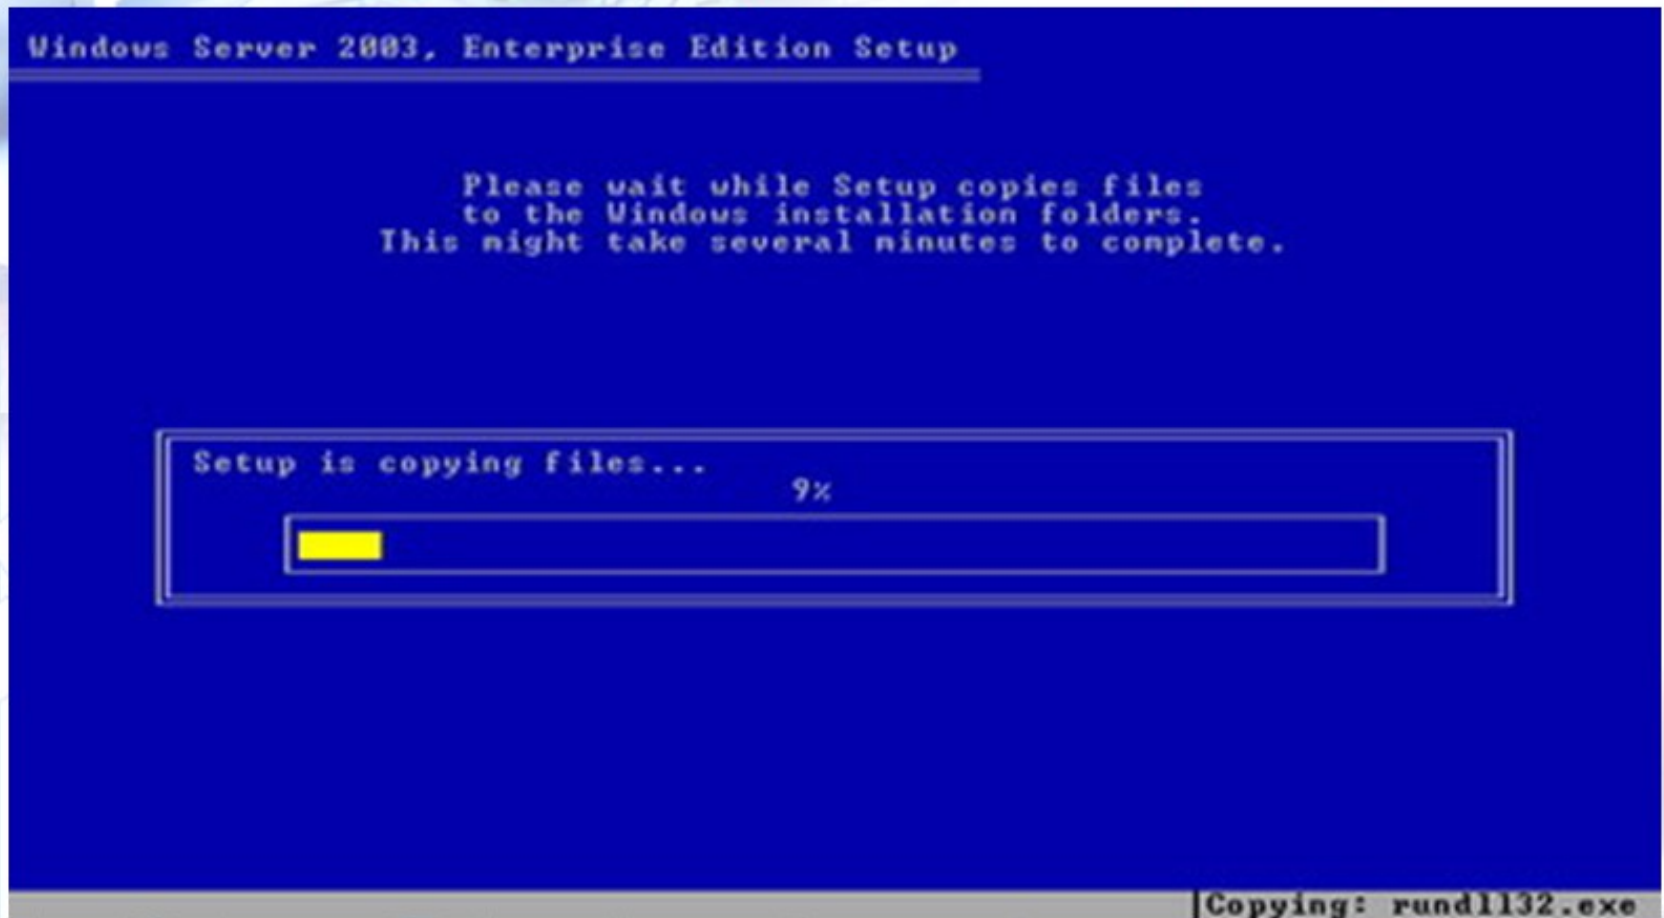 Windows Server 2003, Enterprise Edition Setup
Please wait while Setup copies files
to the Windows installation folders.
This might take several minutes to complete.
Setup is copying files...
9%
Copying: rundll32.exe